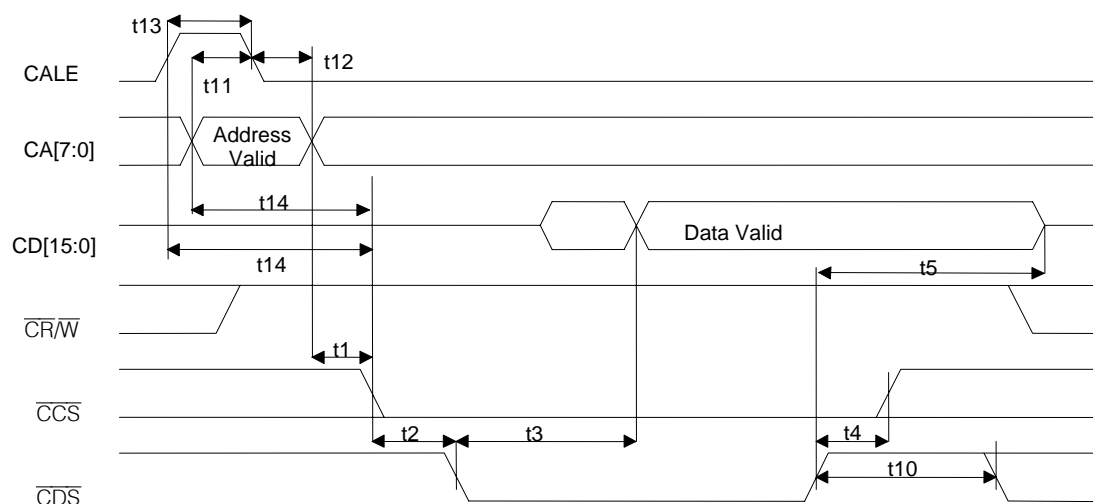 t13
t12
CALE
t11
CA[7:0]
Address
Valid
t14
CD[15:0]
Data Valid
t14
t5
CR/W
t1
CCS
t2
t3
t4
t10
CDS